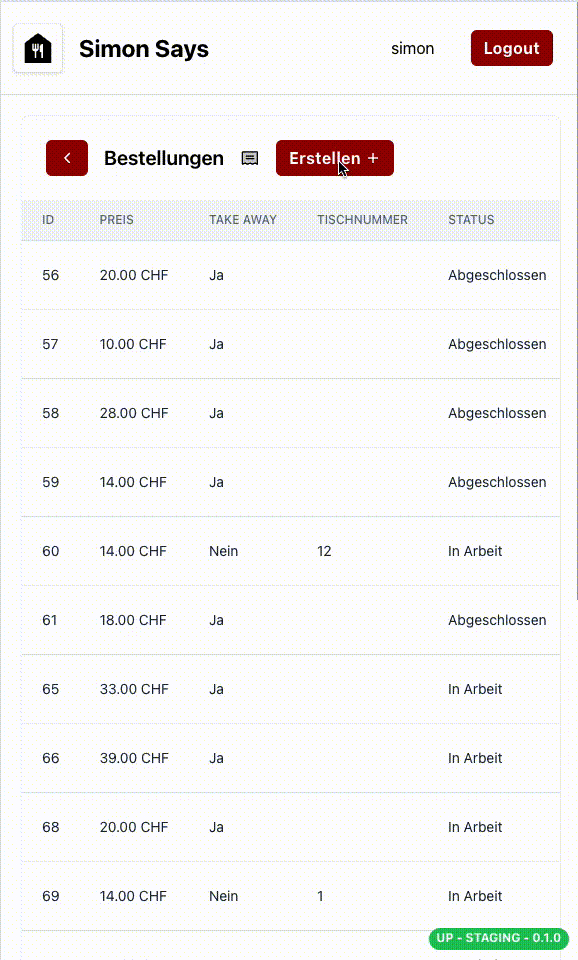 Simon Says simon Logout
Bestellungen Erstellen +
ID PREIS TAKE AWAY TISCHNUMMER STATUS
56 20.00 CHF Ja Abgeschlossen
57 10.00 CHF Ja Abgeschlossen
58 28.00 CHF Ja Abgeschlossen
59 14.00 CHF Ja Abgeschlossen
60 14.00 CHF Nein 12 In Arbeit
61 18.00 CHF Ja Abgeschlossen
65 33.00 CHF Ja In Arbeit
66 39.00 CHF Ja In Arbeit
68 20.00 CHF Ja In Arbeit
69 14.00 CHF Nein 1 In Arbeit
UP - STAGING - 0.1.0